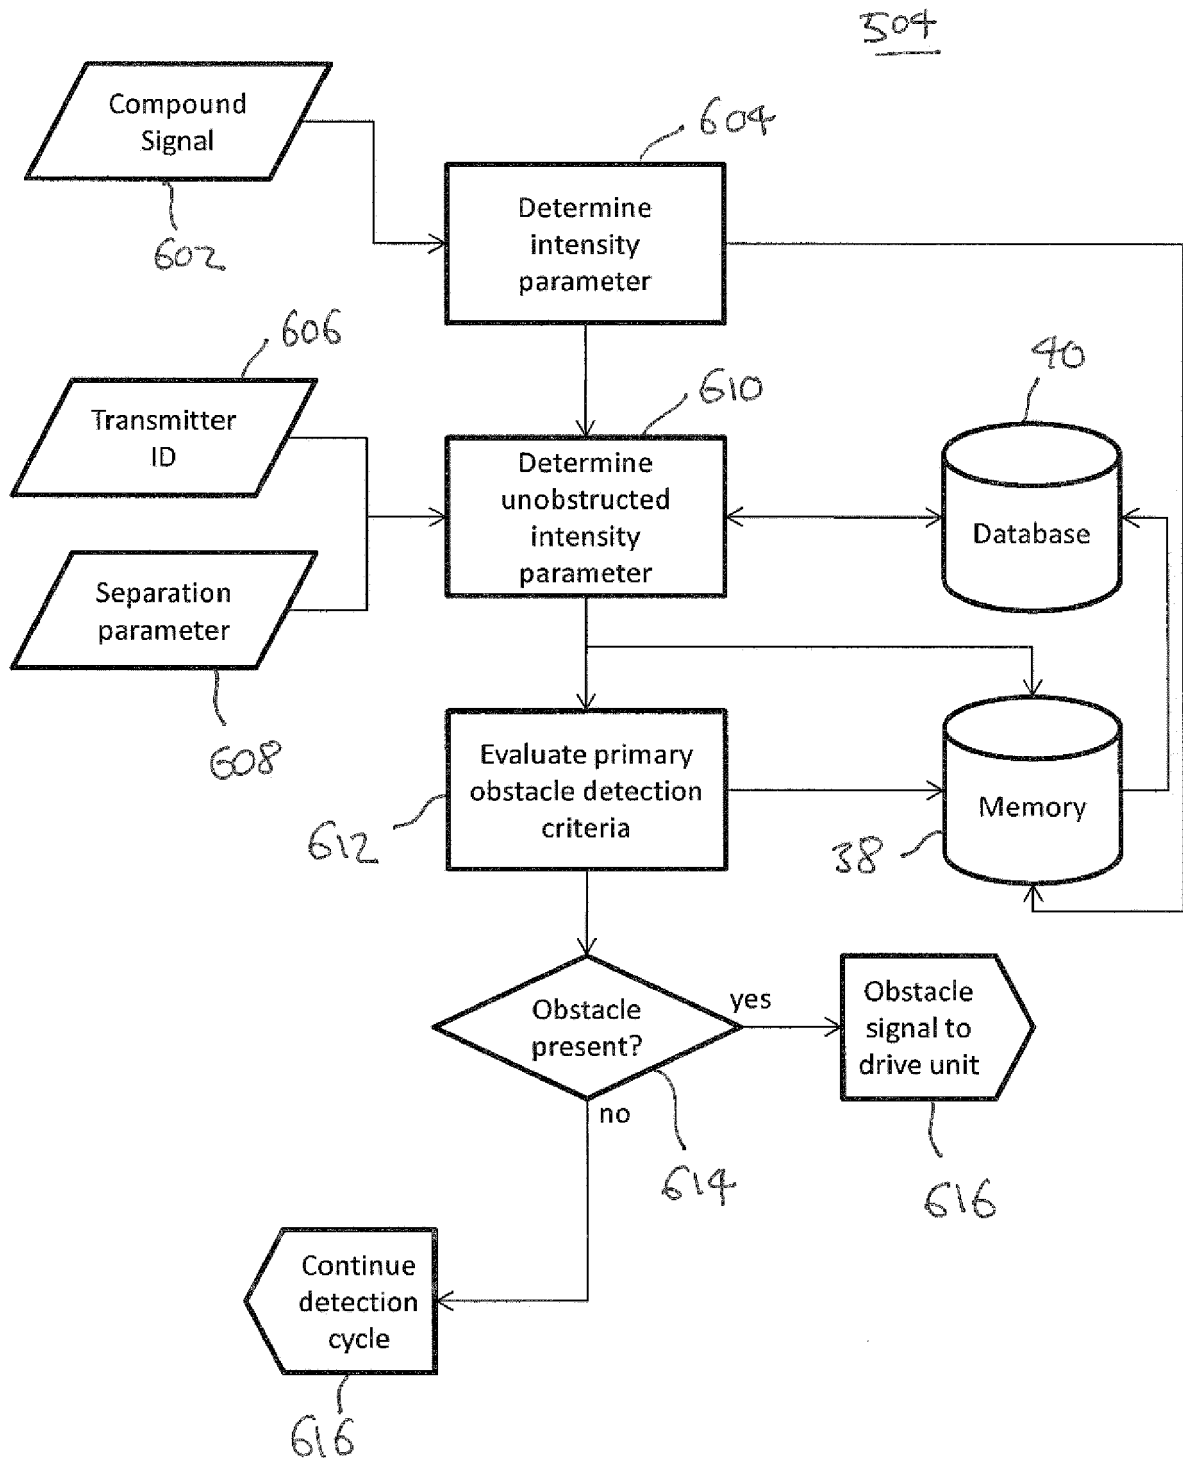 504
Compound
Signal
602
604
Determine
intensity
parameter
606
Transmitter
ID
610
Determine
unobstructed
intensity
parameter
40
Database
Separation
parameter
608
Evaluate primary
obstacle detection
criteria
612
Memory
38
Obstacle
present?
yes
no
614
Obstacle
signal to
drive unit
616
Continue
detection
cycle
616